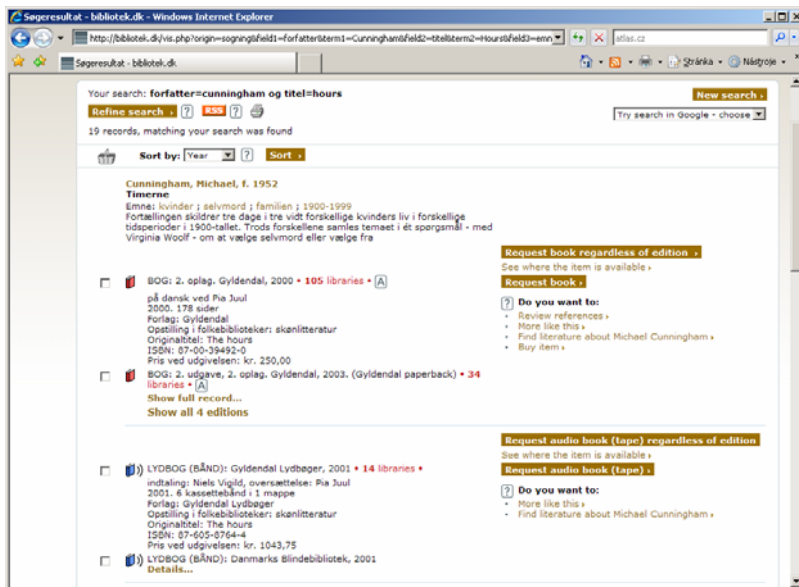 Søgeresultat - bibliotek.dk - Windows Internet Explorer
http://bibliotek.dk/vis.php?origin=sogning&field1=forfatter&term1=Cunningham&field2=titel&term2=Hours&field3=emn
atlas.cz
Søgeresultat - bibliotek.dk
Stránka
Nástroje
Your search: forfatter=cunningham og titel=hours
New search ›
Refine search › ? RSS ?
Try search in Google - choose
19 records, matching your search was found
Sort by: Year ? Sort ›
Cunningham, Michael, f. 1952
Timerne
Emne: kvinder ; selvmord ; familien ; 1900-1999
Fortællingen skildrer tre dage i tre vidt forskellige kvinders liv i forskellige
tidsperioder i 1900-tallet. Trods forskellene samles temaet i ét spørgsmål - med
Virginia Woolf - om at vælge selvmord eller vælge fra
Request book regardless of edition ›
See where the item is available ›
BOG: 2. oplag. Gyldendal, 2000 • 105 libraries • A
Request book ›
på dansk ved Pia Juul
2000. 178 sider
Forlag: Gyldendal
Opstilling i folkebiblioteker: skønlitteratur
Originaltitel: The hours
ISBN: 87-00-39492-0
Pris ved udgivelsen: kr. 250,00
? Do you want to:
• Review references ›
• More like this ›
• Find literature about Michael Cunningham ›
• Buy item ›
BOG: 2. udgave, 2. oplag. Gyldendal, 2003. (Gyldendal paperback) • 34
libraries • A
Show full record...
Show all 4 editions
Request audio book (tape) regardless of edition
See where the item is available ›
LYDBOG (BÅND): Gyldendal Lydbøger, 2001 • 14 libraries •
Request audio book (tape) ›
indtaling: Niels Vigild, oversættelse: Pia Juul
2001. 6 kassettebånd i 1 mappe
Forlag: Gyldendal Lydbøger
Opstilling i folkebiblioteker: skønlitteratur
Originaltitel: The hours
ISBN: 87-605-8764-4
Pris ved udgivelsen: kr. 1043,75
? Do you want to:
• More like this ›
• Find literature about Michael Cunningham ›
LYDBOG (BÅND): Danmarks Blindebibliotek, 2001
Details...